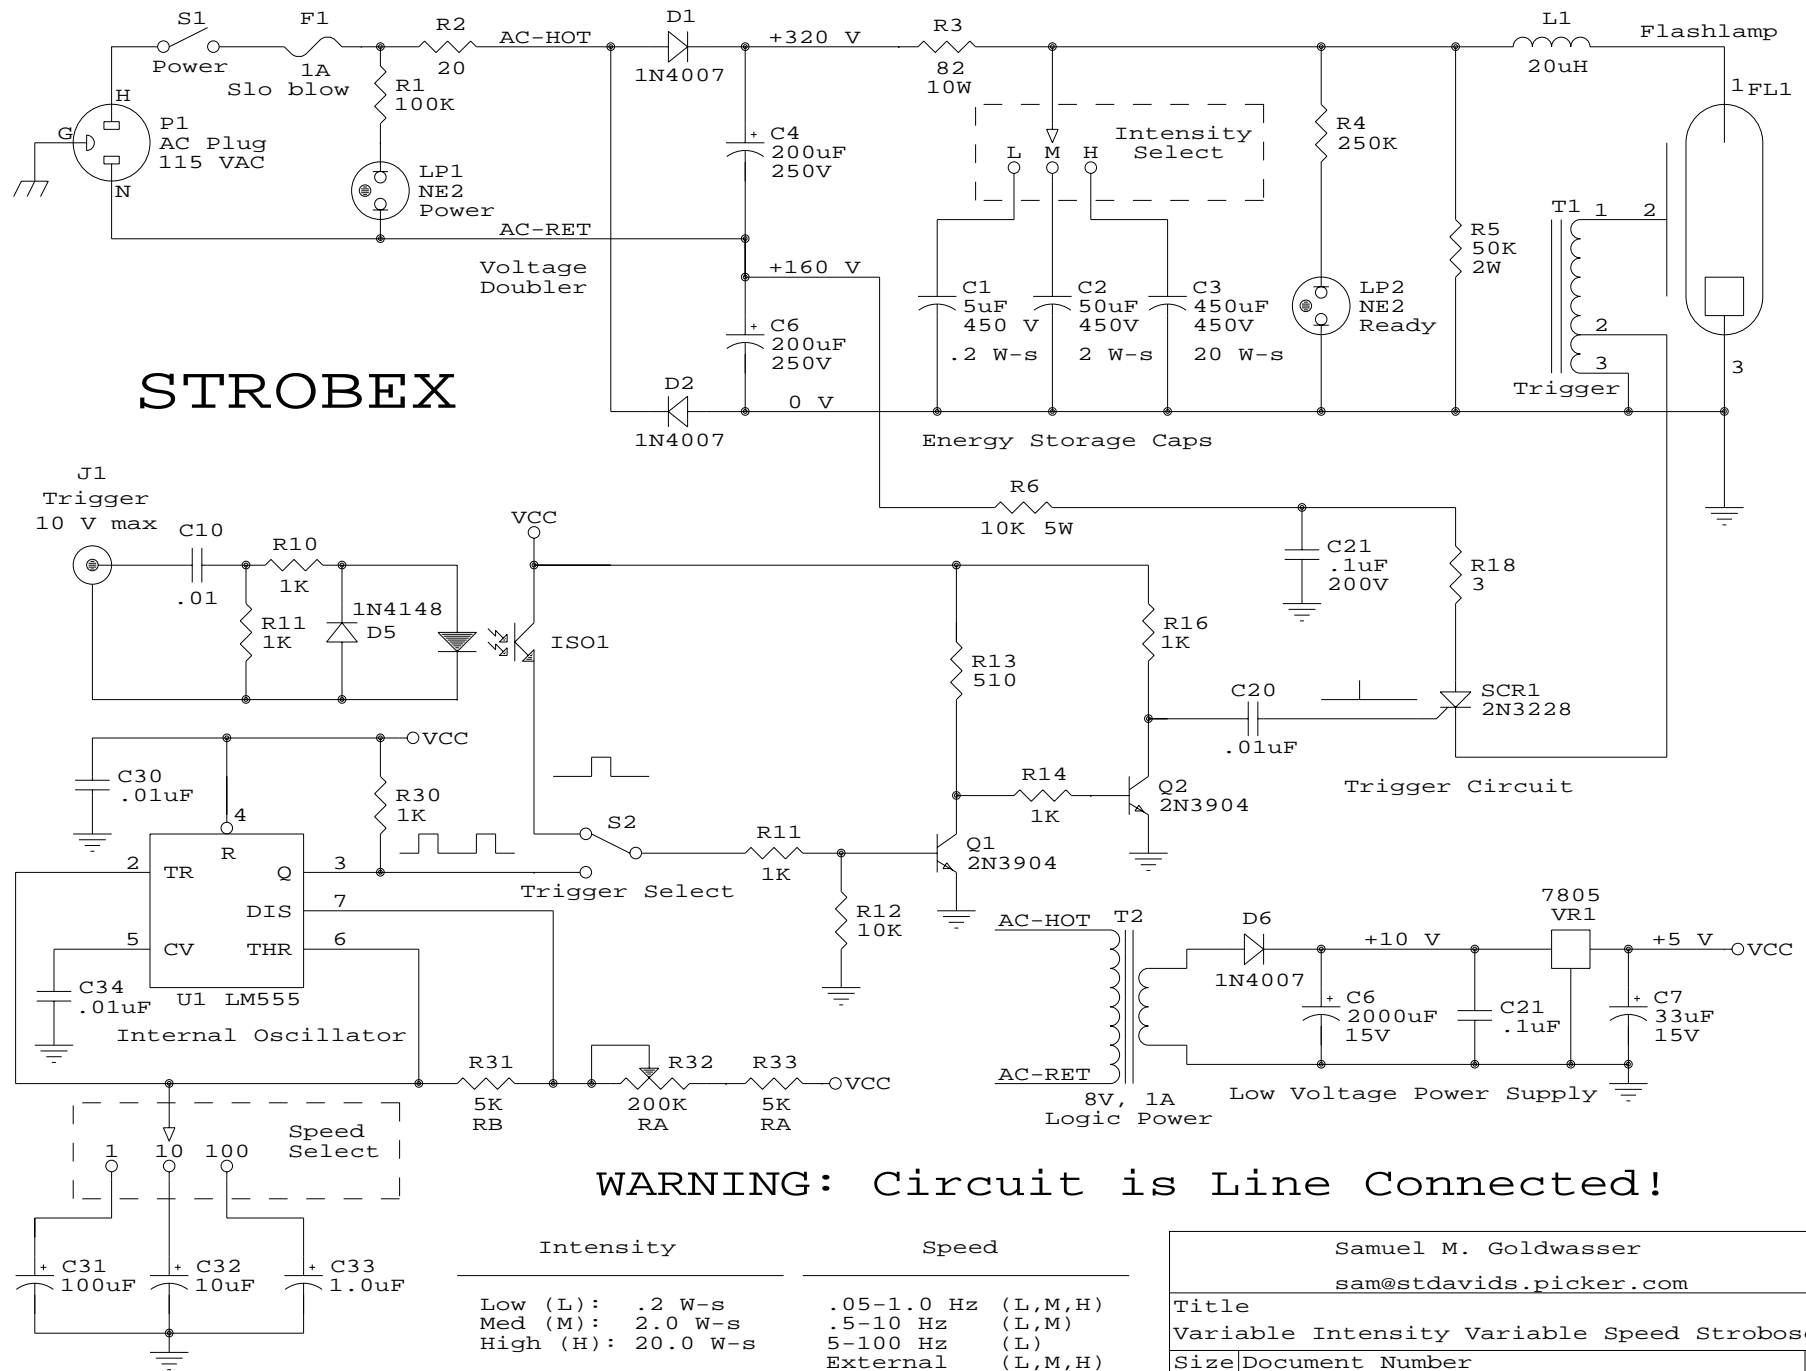 S1
Power
F1
1A
Slo blow
R2
20
AC-HOT
D1
1N4007
+320 V
R3
82
10W
L1
20uH
Flashlamp
1
FL1
H
G
N
P1
AC Plug
115 VAC
R1
100K
LP1
NE2
Power
AC-RET
Voltage
Doubler
+ C4
200uF
250V
+160 V
+ C6
200uF
250V
Intensity
Select
L M H
C1
5uF
450 V
.2 W-s
C2
50uF
450V
2 W-s
C3
450uF
450V
20 W-s
R4
250K
LP2
NE2
Ready
R5
50K
2W
T1
1
2
2
3
Trigger
3
STROBEX
D2
1N4007
0 V
Energy Storage Caps
J1
Trigger
10 V max
C10
.01
R10
1K
R11
1K
1N4148
D5
VCC
ISO1
R6
10K 5W
C21
.1uF
200V
R18
3
R13
510
R16
1K
C20
.01uF
SCR1
2N3228
Trigger Circuit
VCC
C30
.01uF
R30
1K
4
R
2
TR
Q
3
DIS
7
5
CV
THR
6
C34
.01uF
U1 LM555
Internal Oscillator
S2
Trigger Select
R11
1K
R12
10K
Q1
2N3904
R14
1K
Q2
2N3904
AC-HOT
T2
AC-RET
8V, 1A
Logic Power
D6
1N4007
+10 V
7805
VR1
+5 V
VCC
+ C6
2000uF
15V
C21
.1uF
+ C7
33uF
15V
Low Voltage Power Supply
R31
5K
RB
R32
200K
RA
R33
5K
RA
VCC
Speed
Select
1 10 100
+ C31
100uF
+ C32
10uF
+ C33
1.0uF
WARNING: Circuit is Line Connected!
Intensity
Low (L): .2 W-s
Med (M): 2.0 W-s
High (H): 20.0 W-s
Speed
.05-1.0 Hz (L,M,H)
.5-10 Hz (L,M)
5-100 Hz (L)
External (L,M,H)
Samuel M. Goldwasser
sam@stdavids.picker.com
Title
Variable Intensity Variable Speed
Size Document Number